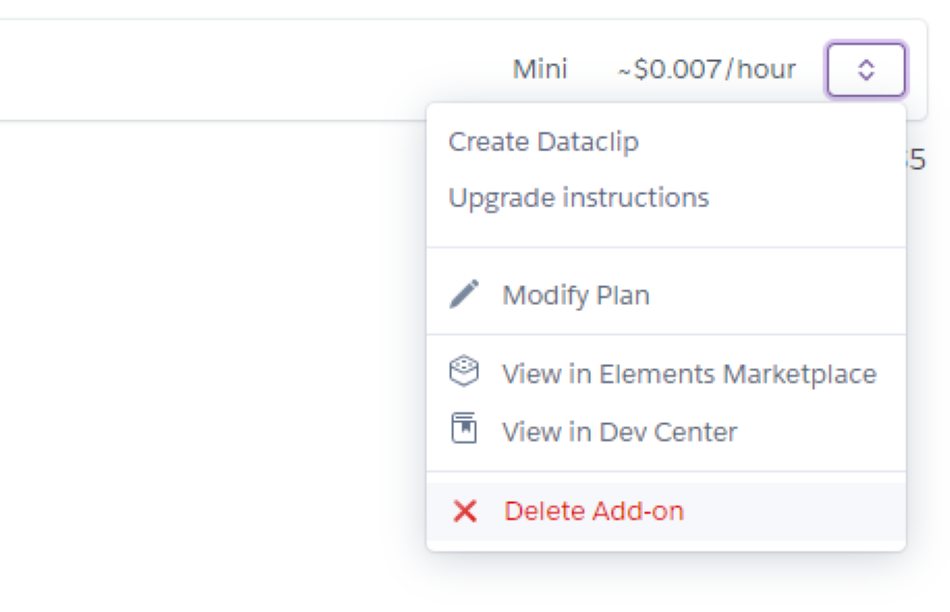 Mini ~$0.007/hour
Create Dataclip
Upgrade instructions
Modify Plan
View in Elements Marketplace
View in Dev Center
Delete Add-on